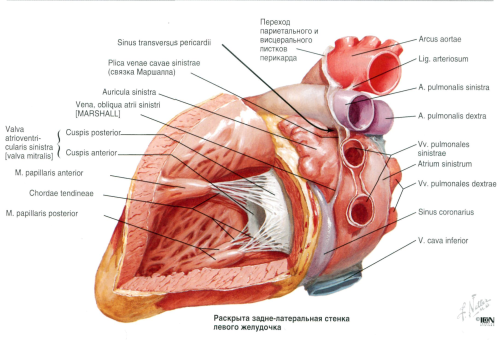 Переход
париетального и
висцерального
листков
перикарда
Sinus transversus pericardii
Plica venae cavae sinistrae
(связка Маршалла)
Auricula sinistra
Vena, obliqua atrii sinistri
[MARSHALL]
Valva
atrioventri-
cularis sinistra
[valva mitralis]
Cuspis posterior
Cuspis anterior
M. papillaris anterior
Chordae tendineae
M. papillaris posterior
Arcus aortae
Lig. arteriosum
A. pulmonalis sinistra
A. pulmonalis dextra
Vv. pulmonales
sinistrae
Atrium sinistrum
Vv. pulmonales dextrae
Sinus coronarius
V. cava inferior
Раскрыта задне-латеральная стенка
левого желудочка